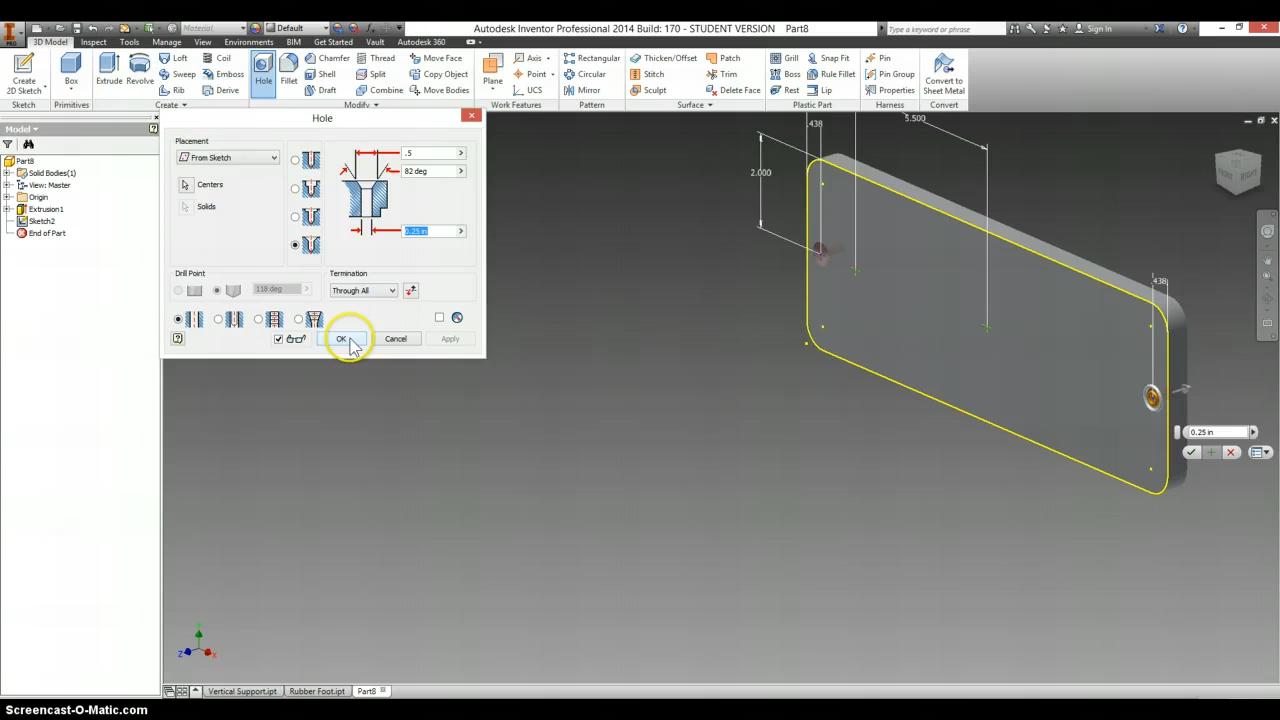 PRO
Material
Default
Autodesk Inventor Professional 2014 Build: 170 - STUDENT VERSION Part8
Type a keyword or phrase
Sign In
3D Model Inspect Tools Manage View Environments BIM Get Started Vault Autodesk 360
Create 2D Sketch
Box
Extrude
Revolve
Loft
Sweep
Rib
Coil
Emboss
Derive
Hole
Fillet
Chamfer
Shell
Draft
Thread
Split
Combine
Move Face
Copy Object
Move Bodies
Plane
Axis
Point
UCS
Rectangular
Circular
Mirror
Thicken/Offset
Stitch
Sculpt
Patch
Trim
Delete Face
Grill
Boss
Rest
Snap Fit
Rule Fillet
Lip
Pin
Pin Group
Properties
Convert to Sheet Metal
Sketch Primitives Create Modify Work Features Pattern Surface Plastic Part Harness Convert
Model
Part8
Solid Bodies(1)
View: Master
Origin
Extrusion1
Sketch2
End of Part
Hole
Placement
From Sketch
Centers
Solids
.5
82 deg
0.25 in
Drill Point
118 deg
Termination
Through All
OK Cancel Apply
.438
5.500
2.000
.438
FRONT RIGHT
0.25 in
Y
Z
X
Vertical Support.ipt Rubber Foot.ipt Part8
Screencast-O-Matic.com